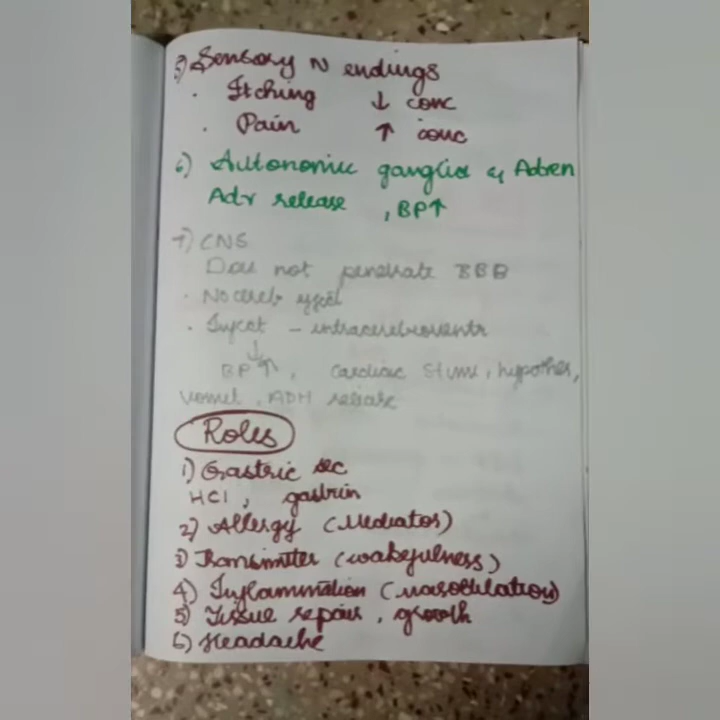 5) Sensory N endings
. Itching ↓ conc
. Pain ↑ conc
6) Autonomic ganglia & Adren
Adr release , BP↑
7) CNS
Does not penetrate BBB
. No cereb effect
. Inject – intracerebroventr
↓
BP↑, Cardiac Stimu, hypother,
Vomit, ADH release
Roles
1) Gastric sec
HCl, gastrin
2) Allergy (Mediator)
3) Transmitter (wakefulness)
4) Inflammation (vasodilation)
5) Tissue repair, growth
6) Headache